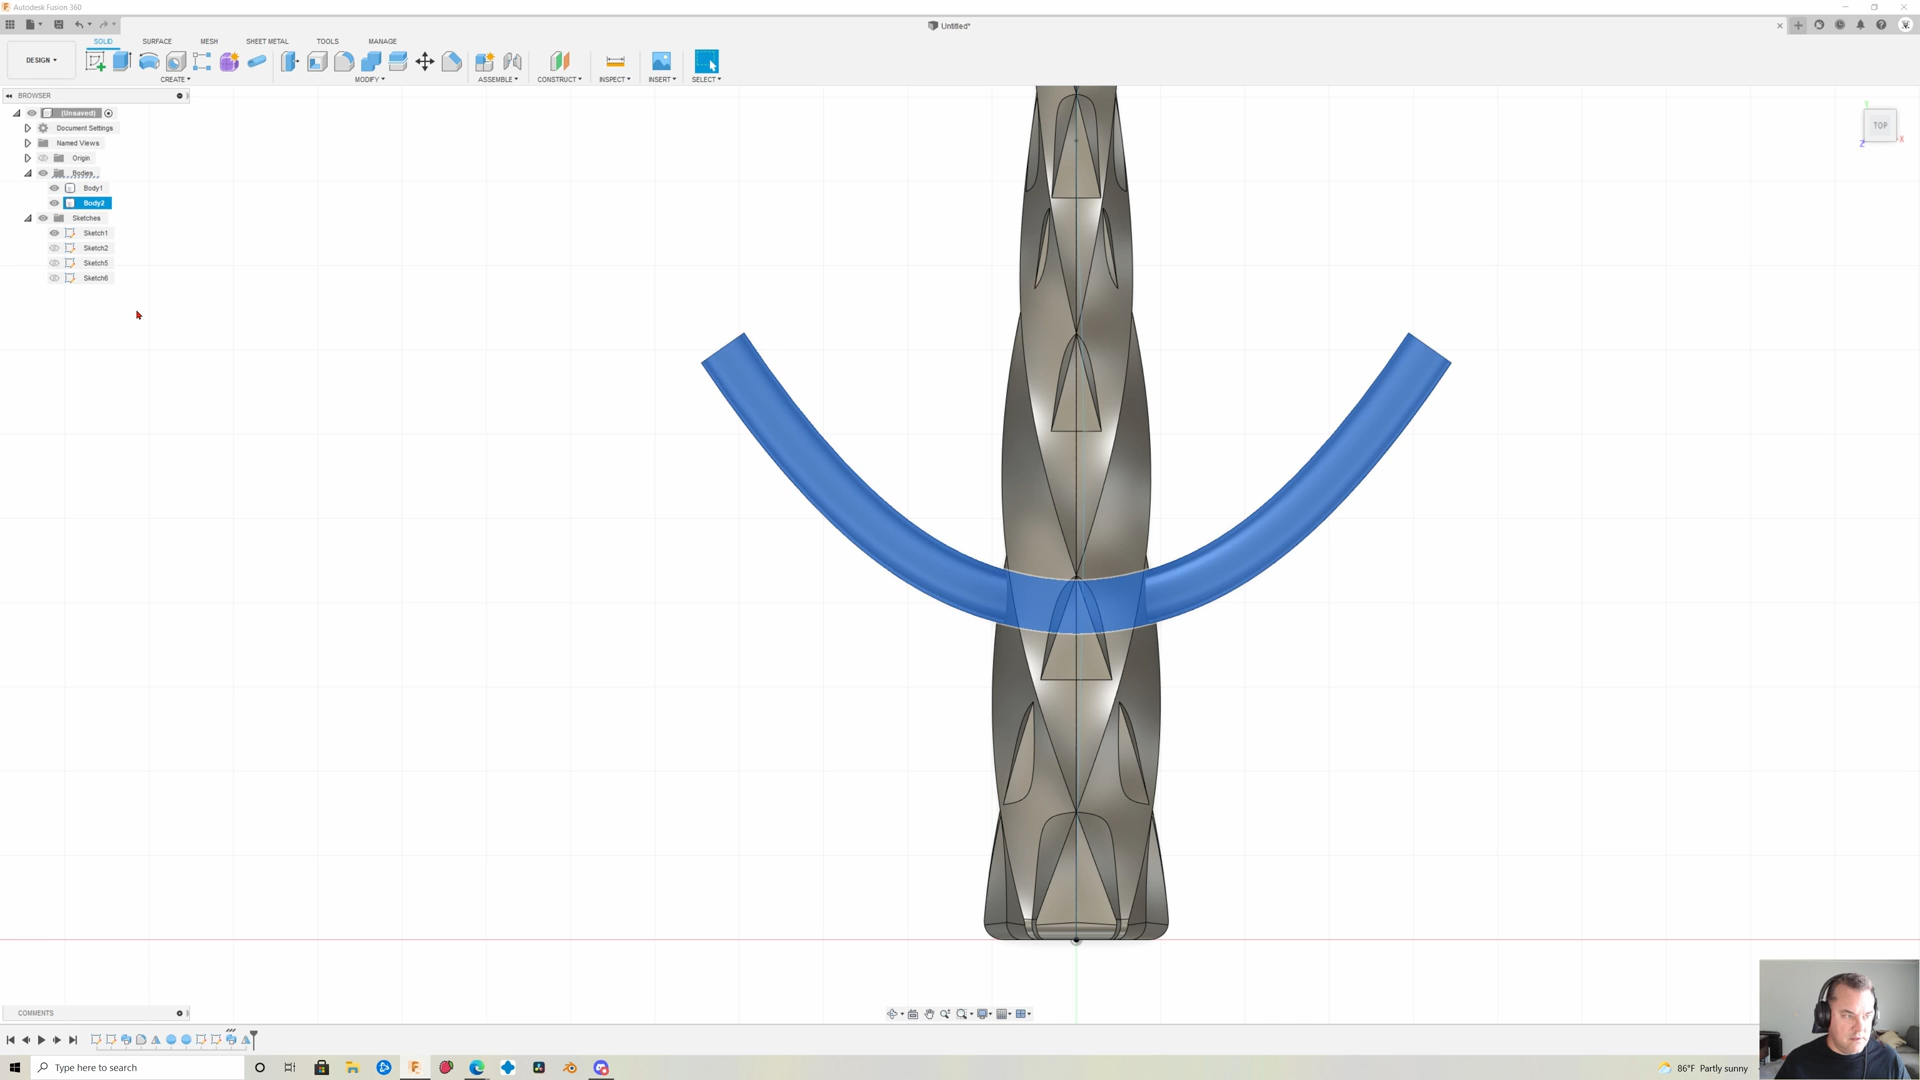 Autodesk Fusion 360
Untitled*
DESIGN
SOLID SURFACE MESH SHEET METAL TOOLS MANAGE
CREATE MODIFY ASSEMBLE CONSTRUCT INSPECT INSERT SELECT
BROWSER
(Unsaved)
Document Settings
Named Views
Origin
Bodies
Body1
Body2
Sketches
Sketch1
Sketch2
Sketch5
Sketch6
TOP
Y
X
Z
COMMENTS
Type here to search
86°F Partly sunny